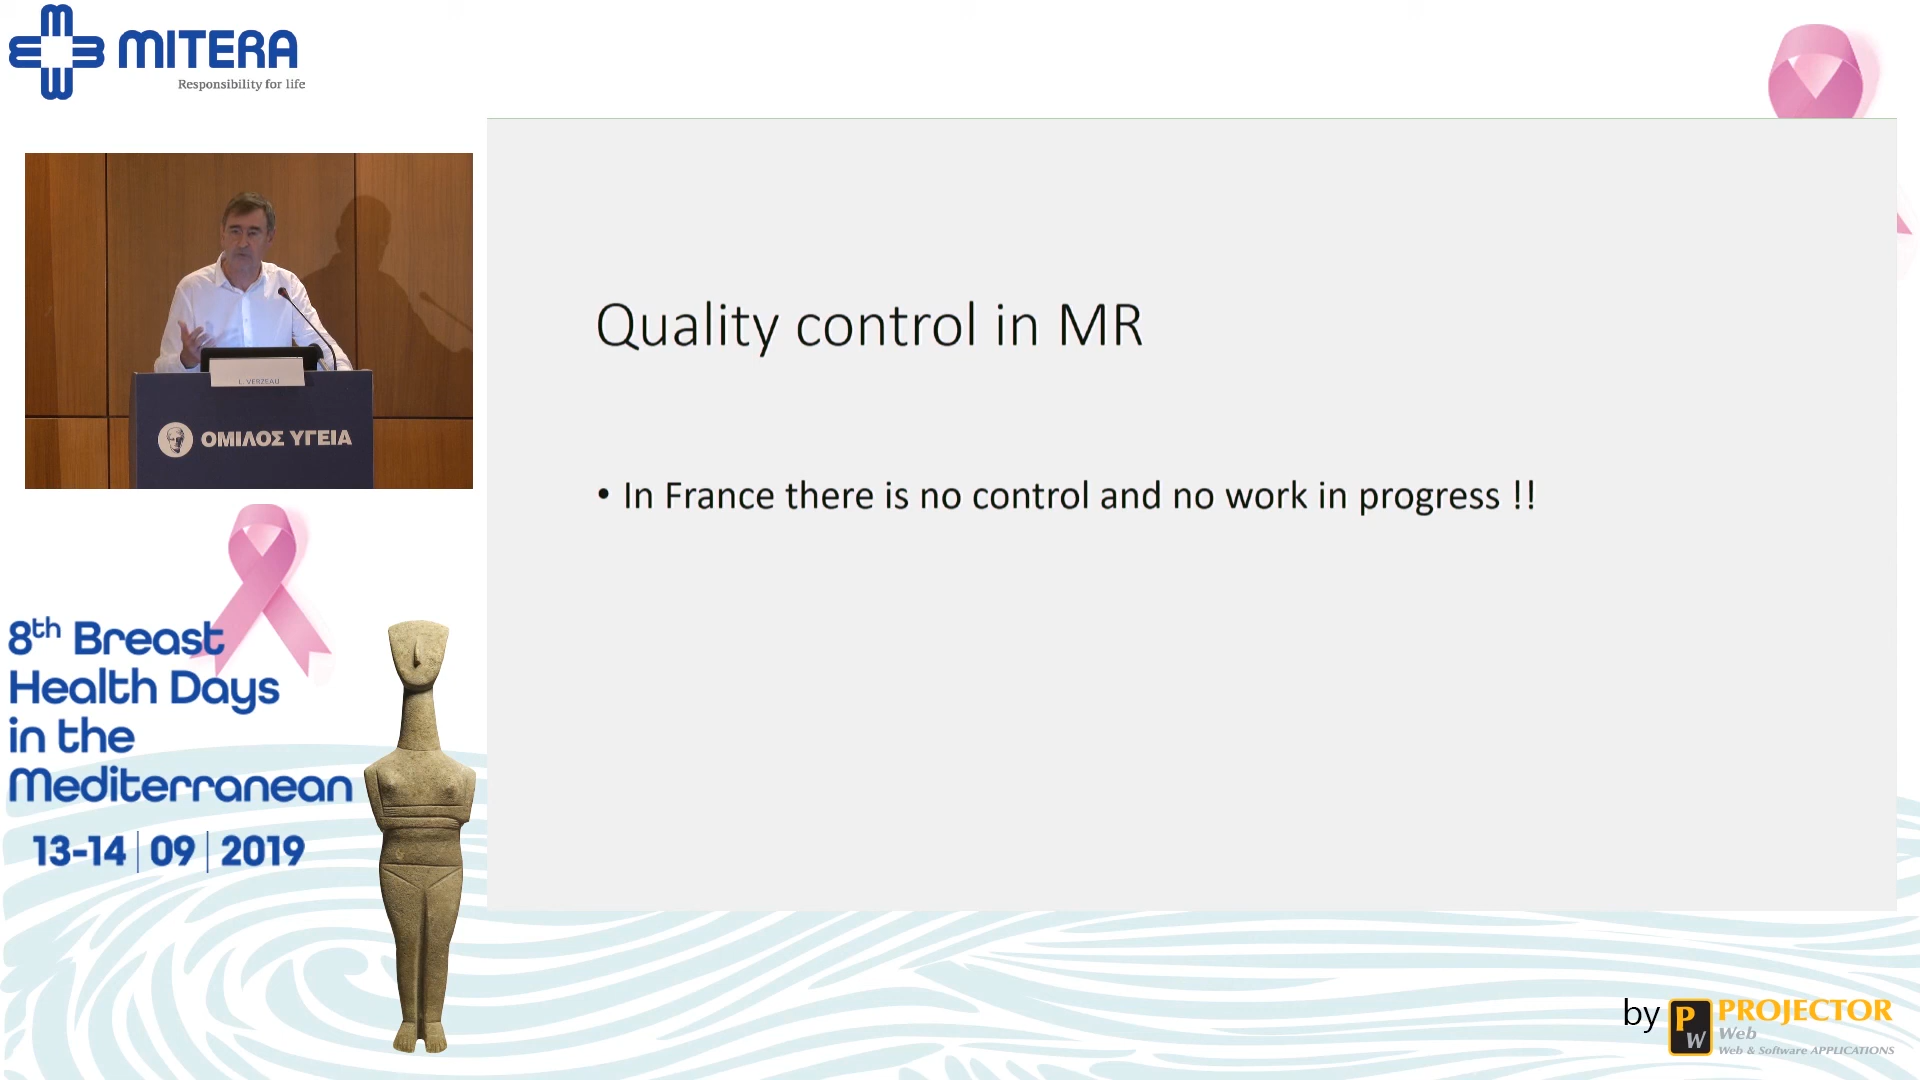 MITERA
Responsibility for life
L. VERZEAU
ΟΜΙΛΟΣ ΥΓΕΙΑ
Quality control in MR
• In France there is no control and no work in progress !!
8th Breast
Health Days
in the
Mediterranean
13-14 | 09 | 2019
by PW PROJECTOR
Web
Web & Software APPLICATIONS